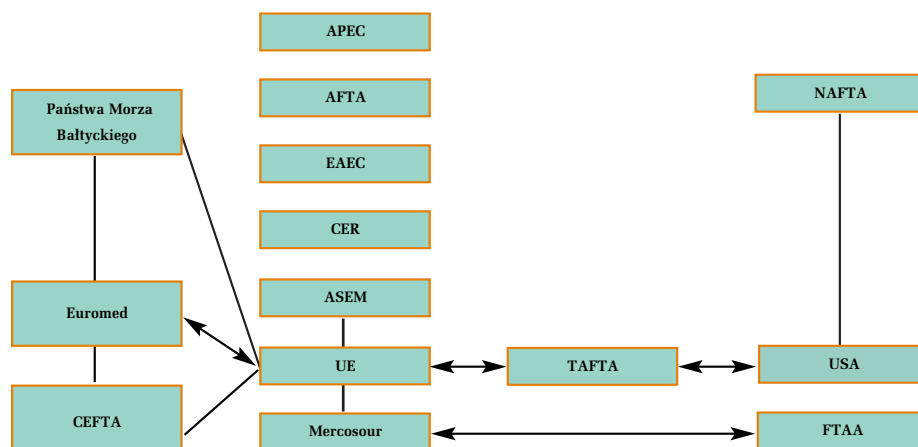 APEC
AFTA
NAFTA
Państwa Morza
Bałtyckiego
EAEC
CER
ASEM
Euromed
UE
TAFTA
USA
CEFTA
Mercosour
FTAA